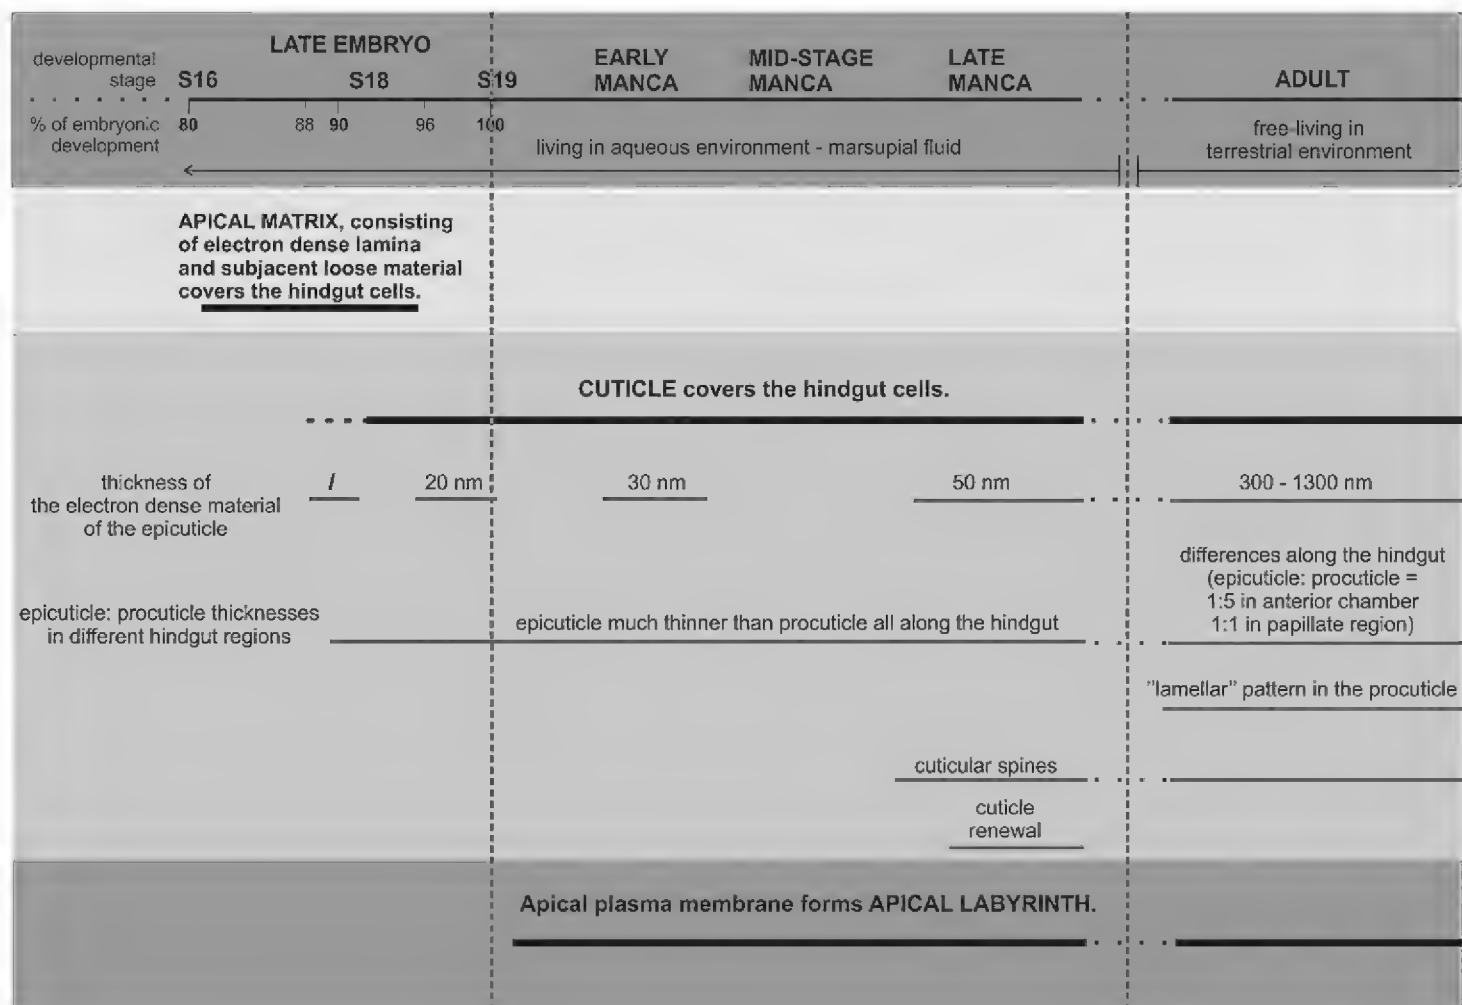 LATE EMBRYO
developmental
stage
S16
S18
S19
EARLY
MANCA
MID-STAGE
MANCA
LATE
MANCA
ADULT
% of embryonic
development
80
88
90
96
100
living in aqueous environment - marsupial fluid
free-living in
terrestrial environment
APICAL MATRIX, consisting
of electron dense lamina
and subjacent loose material
covers the hindgut cells.
CUTICLE covers the hindgut cells.
thickness of
the electron dense material
of the epicuticle
/
20 nm
30 nm
50 nm
300 - 1300 nm
epicuticle: procuticle thicknesses
in different hindgut regions
epicuticle much thinner than procuticle all along the hindgut
differences along the hindgut
(epicuticle: procuticle =
1:5 in anterior chamber
1:1 in papillate region)
"lamellar" pattern in the procuticle
cuticular spines
cuticle
renewal
Apical plasma membrane forms APICAL LABYRINTH.